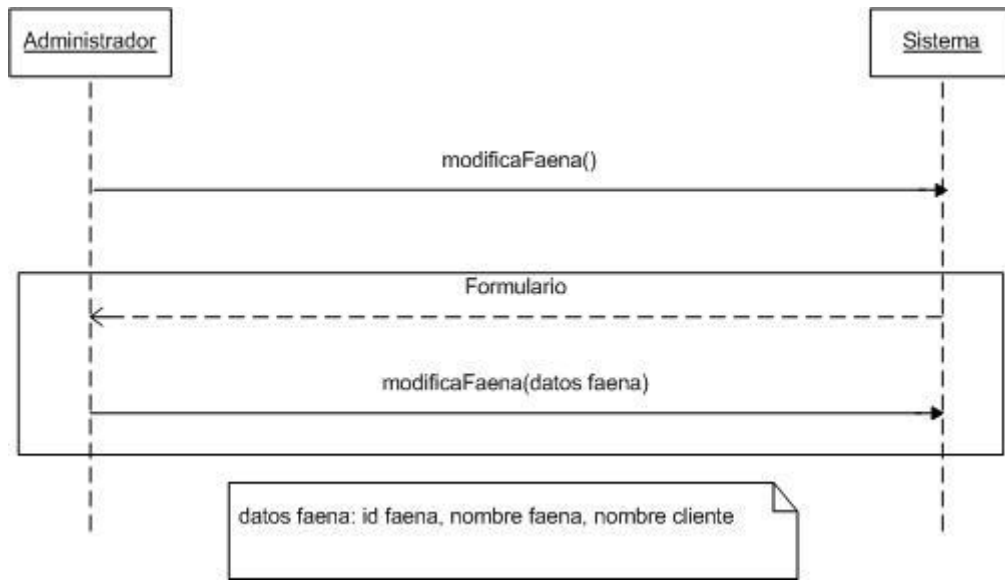 Administrador
Sistema
modificaFaena()
Formulario
modificaFaena(datos faena)
datos faena: id faena, nombre faena, nombre cliente